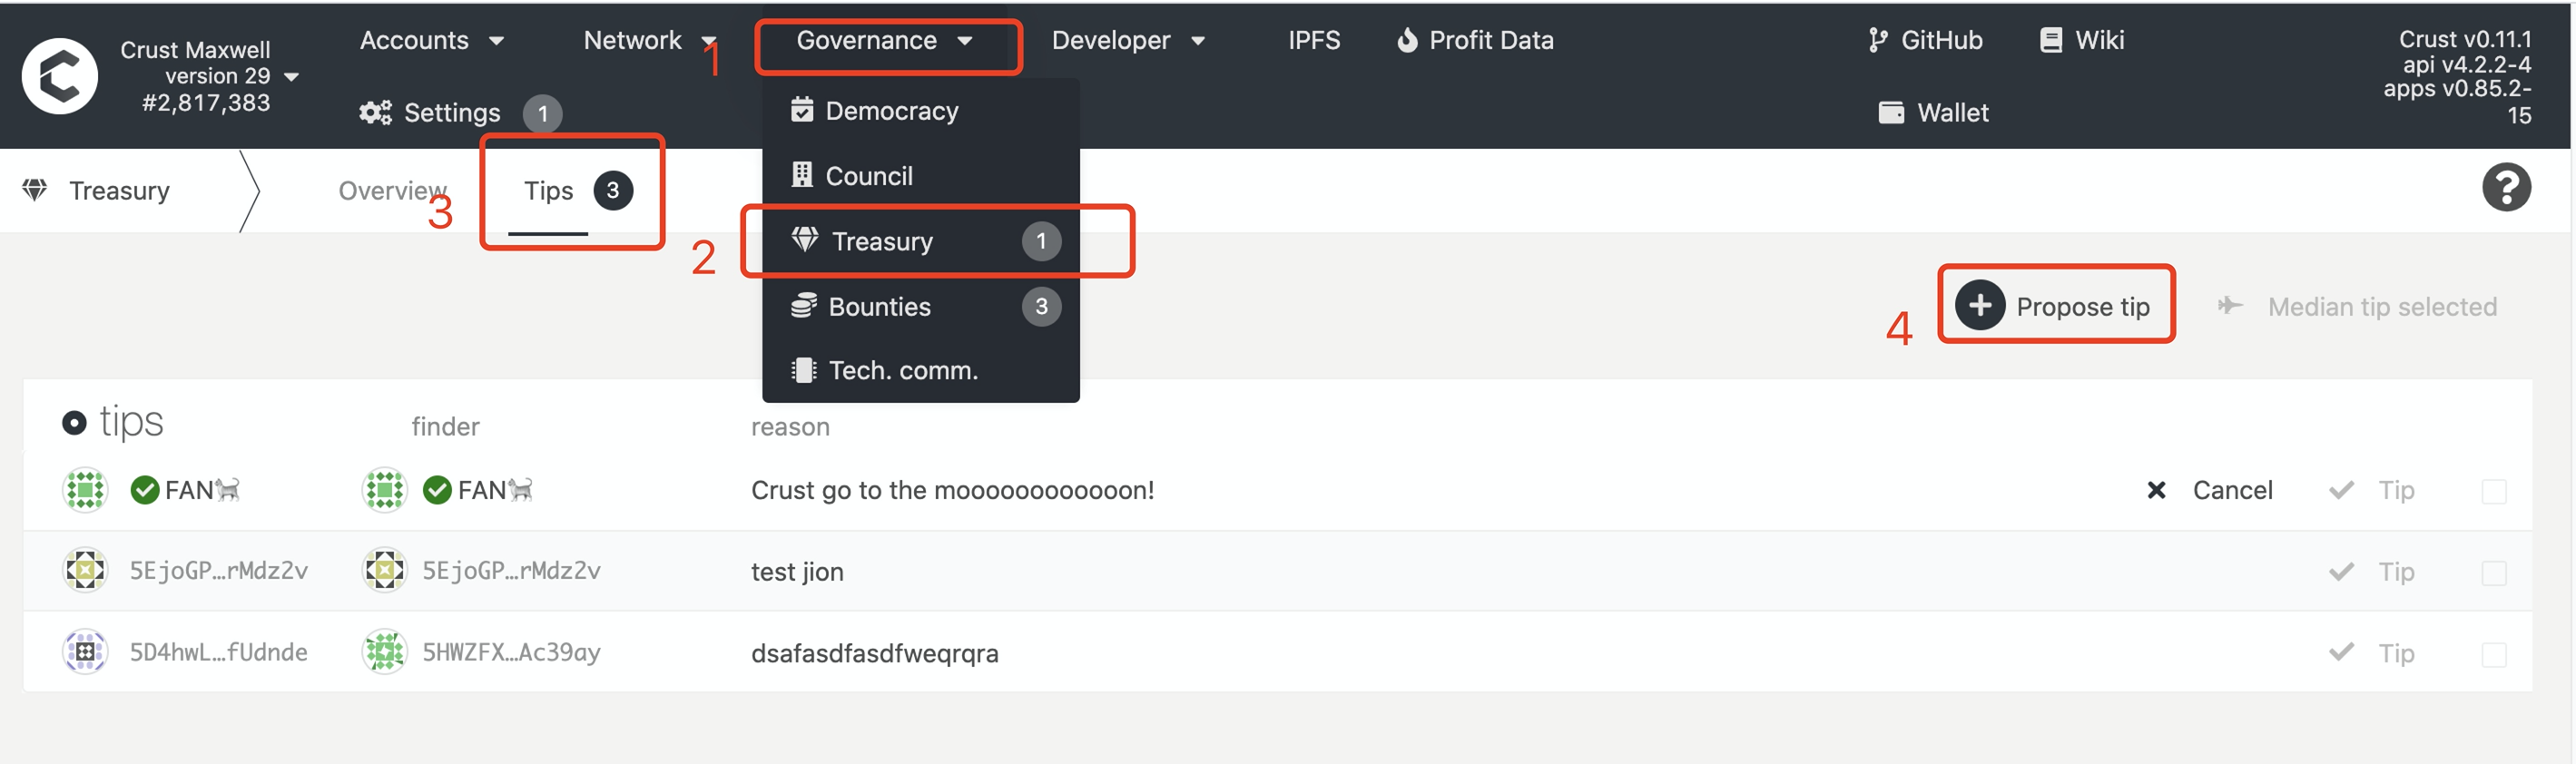 Crust Maxwell
version 29
#2,817,383
Accounts
Network
1
Governance
Developer
IPFS
Profit Data
GitHub
Wiki
Crust v0.11.1
api v4.2.2-4
apps v0.85.2-
15
Settings 1
Wallet
Democracy
Council
Treasury 1
Bounties 3
Tech. comm.
Treasury
Overview
3
Tips 3
2
4
Propose tip
Median tip selected
tips finder reason
FAN FAN Crust go to the moooooooooooon! Cancel Tip
5EjoGP…rMdz2v 5EjoGP…rMdz2v test jion Tip
5D4hwL…fUdnde 5HWZFX…Ac39ay dsafasdfasdfweqrqra Tip